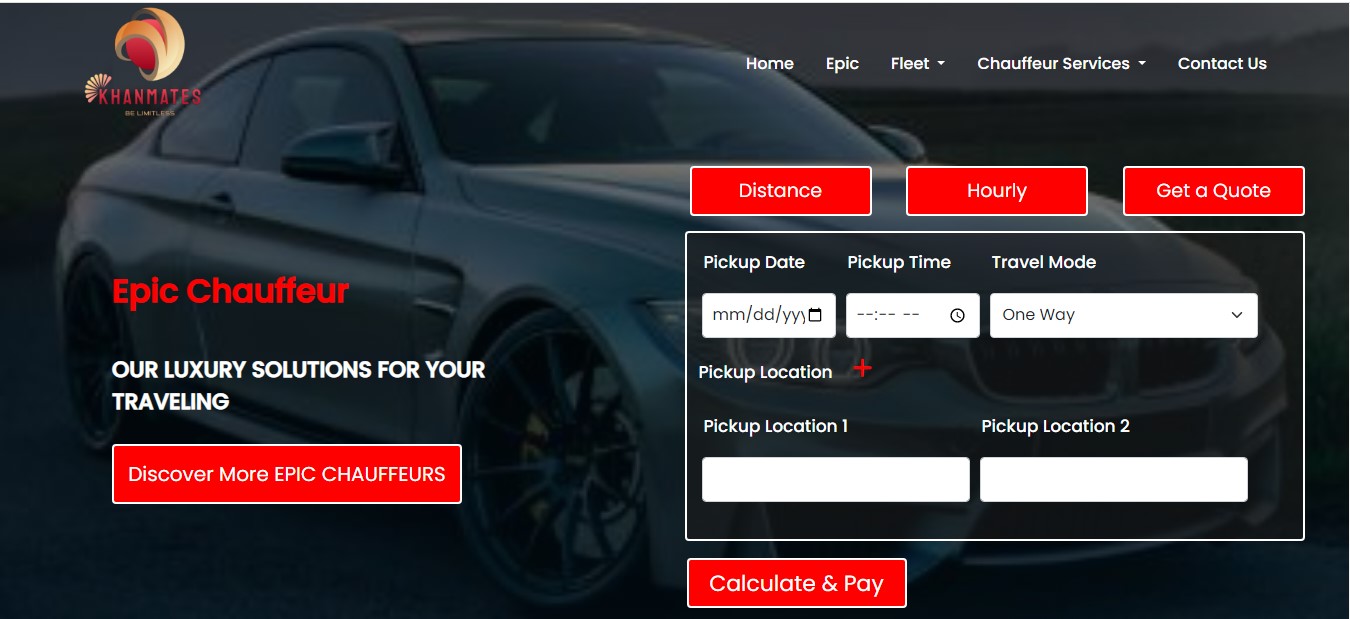 KHANMATES
BE LIMITLESS
Home Epic Fleet Chauffeur Services Contact Us
Distance Hourly Get a Quote
Pickup Date Pickup Time Travel Mode
mm/dd/yyy --:-- -- One Way
Pickup Location +
Pickup Location 1 Pickup Location 2
Calculate & Pay
Epic Chauffeur
OUR LUXURY SOLUTIONS FOR YOUR
TRAVELING
Discover More EPIC CHAUFFEURS